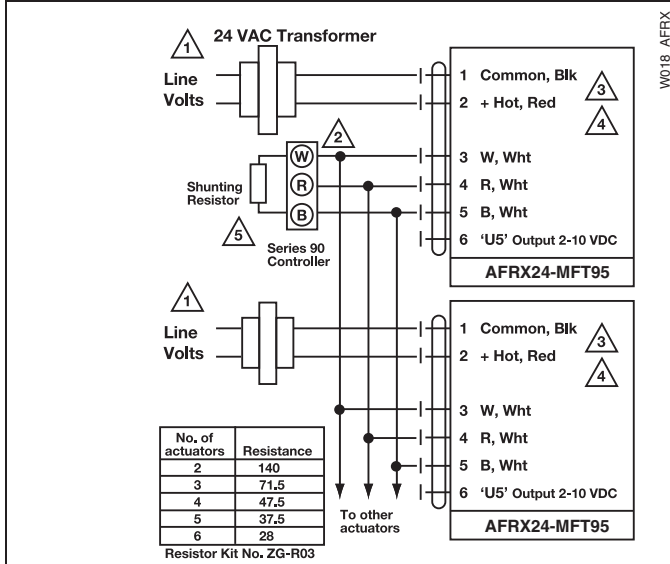 W018_AFRX
1
24 VAC Transformer
Line
Volts
1 Common, Blk
2 + Hot, Red
3
4
2
W
R
B
3 W, Wht
4 R, Wht
5 B, Wht
6 'U5' Output 2-10 VDC
Shunting
Resistor
5
Series 90
Controller
AFRX24-MFT95
1
Line
Volts
1 Common, Blk
2 + Hot, Red
3
4
3 W, Wht
4 R, Wht
5 B, Wht
6 'U5' Output 2-10 VDC
AFRX24-MFT95
To other
actuators
No. of
actuators Resistance
2 140
3 71.5
4 47.5
5 37.5
6 28
Resistor Kit No. ZG-R03